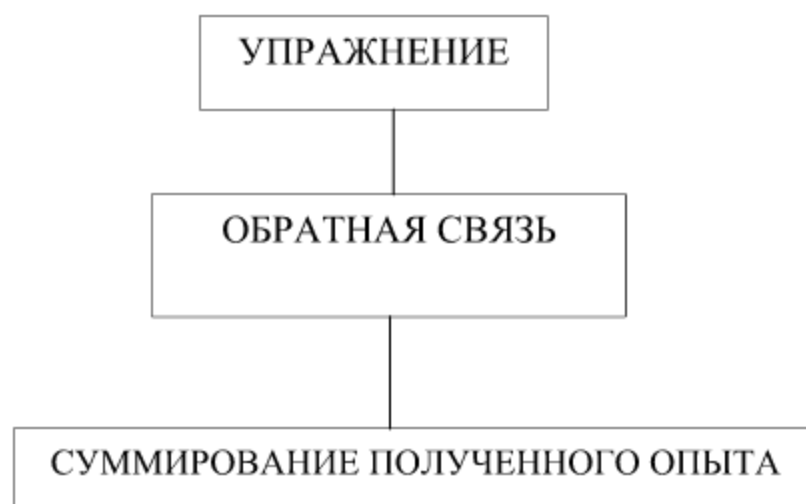 УПРАЖНЕНИЕ
ОБРАТНАЯ СВЯЗЬ
СУММИРОВАНИЕ ПОЛУЧЕННОГО ОПЫТА